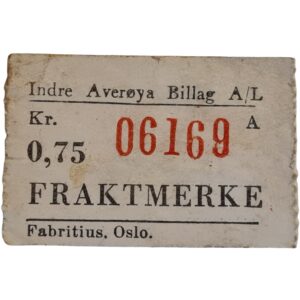 Indre Averøya Billag A/L
Kr. 06169 A
0,75
FRAKTMERKE
Fabritius, Oslo.